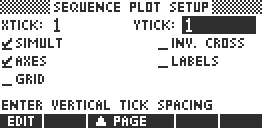 SEQUENCE PLOT SETUP
XTICK: 1 YTICK: 1
SIMULT INV. CROSS
AXES LABELS
GRID
ENTER VERTICAL TICK SPACING
EDIT ▲ PAGE